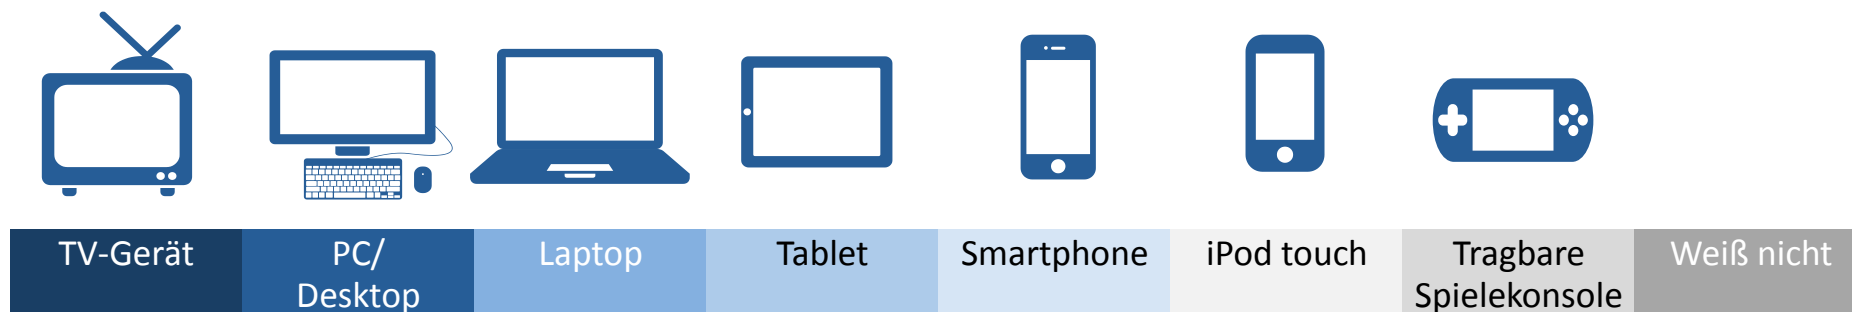 TV-Gerät
PC/
Desktop
Laptop
Tablet
Smartphone
iPod touch
Tragbare
Spielekonsole
Weiß nicht